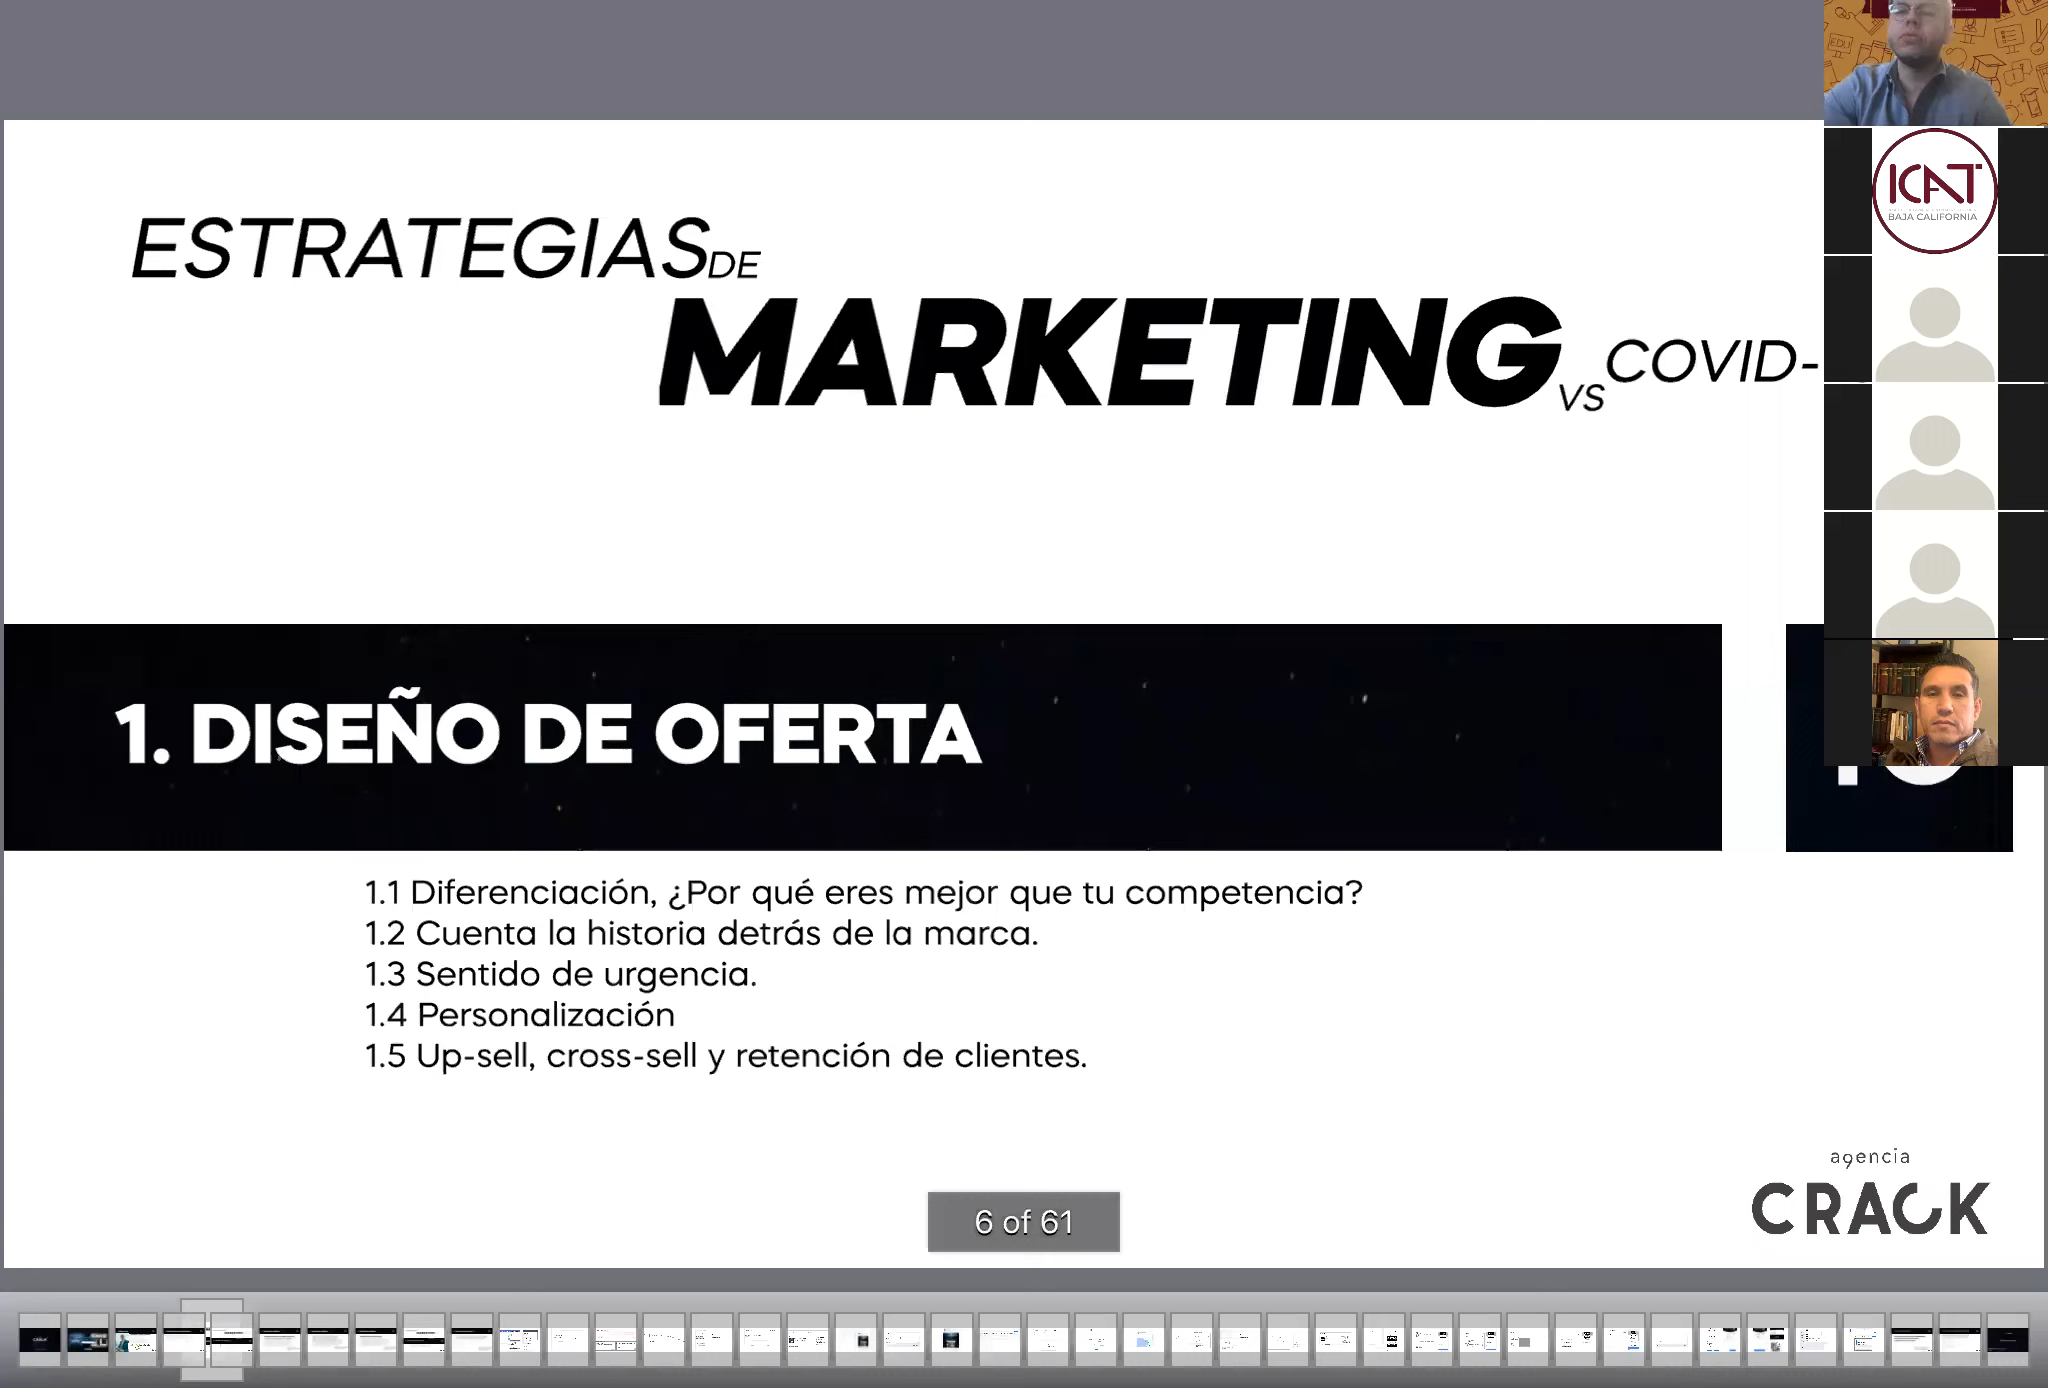 ESTRATEGIAS DE
MARKETING VS COVID-
ICAT
BAJA CALIFORNIA
1. DISEÑO DE OFERTA
1.1 Diferenciación, ¿Por qué eres mejor que tu competencia?
1.2 Cuenta la historia detrás de la marca.
1.3 Sentido de urgencia.
1.4 Personalización
1.5 Up-sell, cross-sell y retención de clientes.
agencia
CRACK
6 of 61